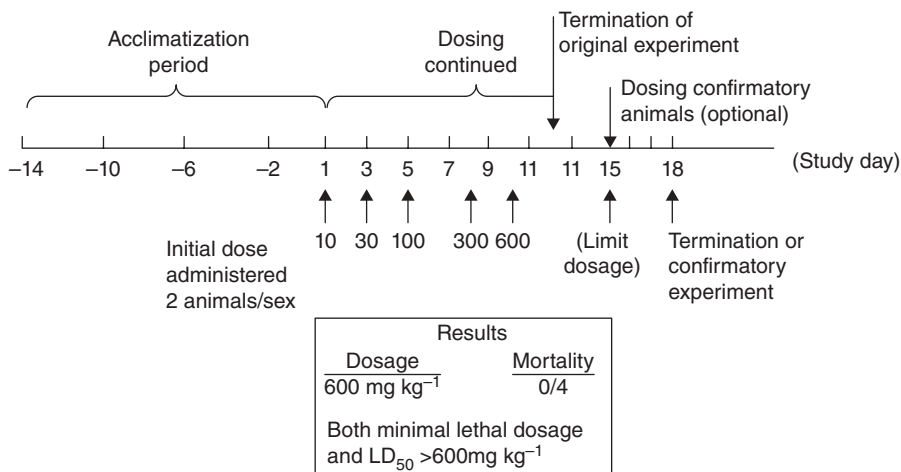 Acclimatization
period
Dosing
continued
Termination of
original experiment
Dosing confirmatory
animals (optional)
−14 −10 −6 −2 1 3 5 7 9 11 11 15 18 (Study day)
10 30 100 300 600
Initial dose
administered
2 animals/sex
(Limit
dosage)
Termination or
confirmatory
experiment
Results
Dosage Mortality
600 mg kg⁻¹ 0/4
Both minimal lethal dosage
and LD₅₀ >600mg kg⁻¹